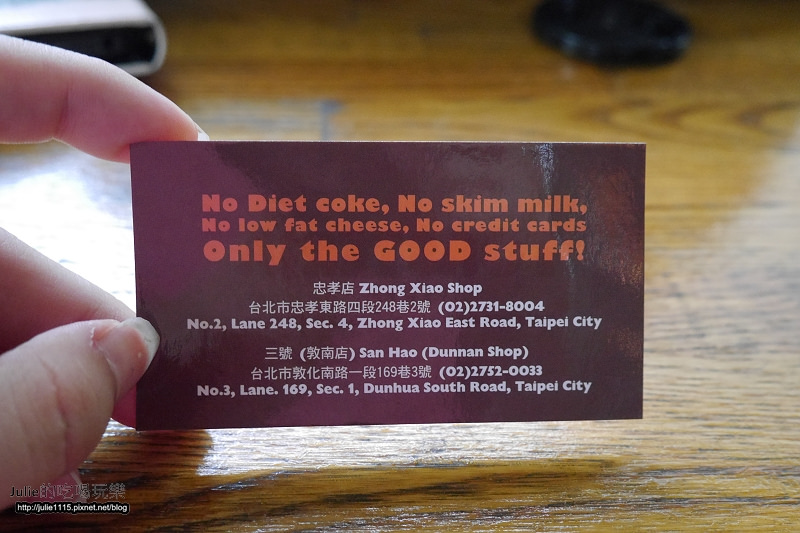 No Diet coke, No skim milk,
No low fat cheese, No credit cards
Only the GOOD stuff!
忠孝店 Zhong Xiao Shop
台北市忠孝東路四段248巷2號 (02)2731-8004
No.2, Lane 248, Sec. 4, Zhong Xiao East Road, Taipei City
三號 (敦南店) San Hao (Dunnan Shop)
台北市敦化南路一段169巷3號 (02)2752-0033
No.3, Lane. 169, Sec. 1, Dunhua South Road, Taipei City
Julie的吃喝玩樂
http://julie1115.pixnet.net/blog